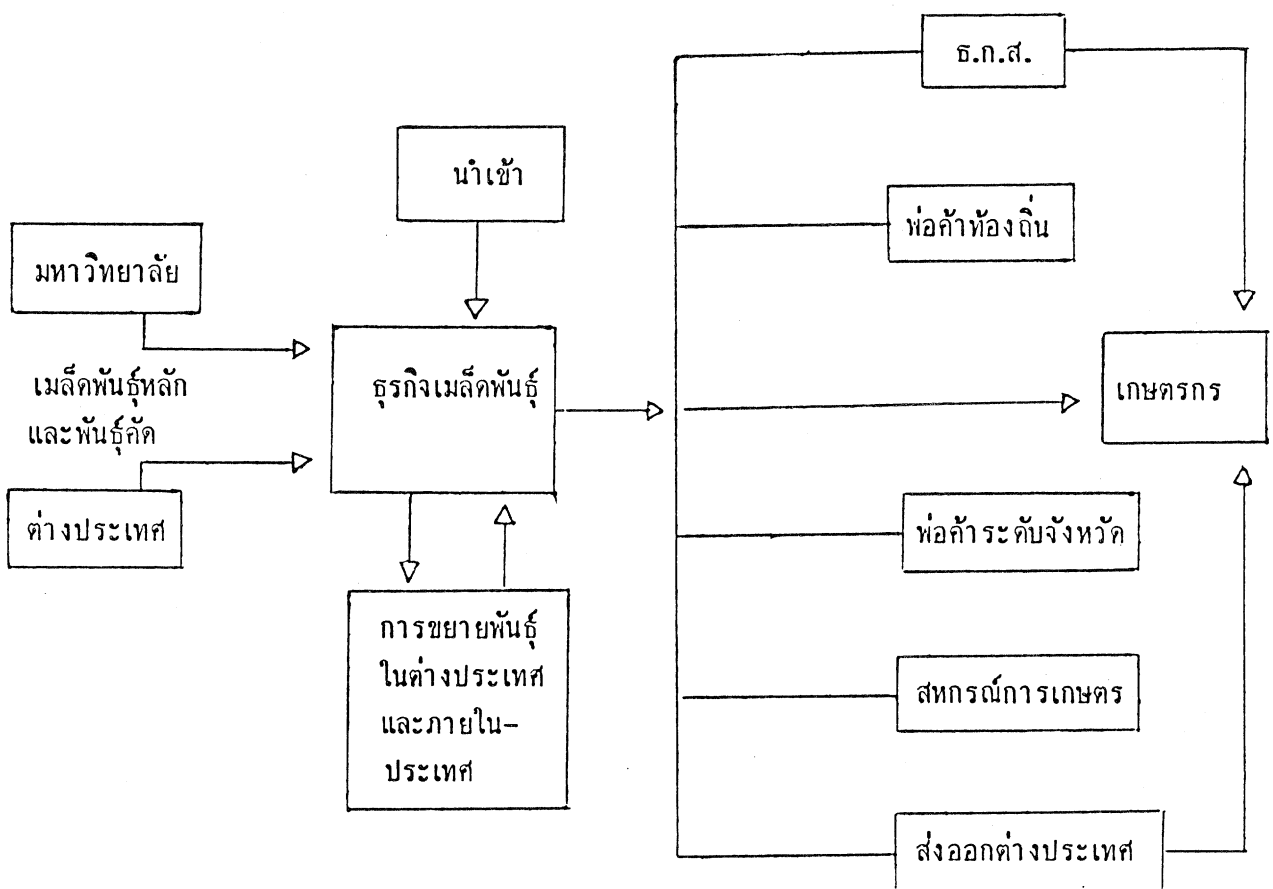 ธ.ก.ส.
นำเข้า
พ่อค้าท้องถิ่น
มหาวิทยาลัย
เมล็ดพันธุ์หลัก
และพันธุ์คัด
ธุรกิจเมล็ดพันธุ์
เกษตรกร
ต่างประเทศ
พ่อค้าระดับจังหวัด
การขยายพันธุ์
ในต่างประเทศ
และภายใน-
ประเทศ
สหกรณ์การเกษตร
ส่งออกต่างประเทศ